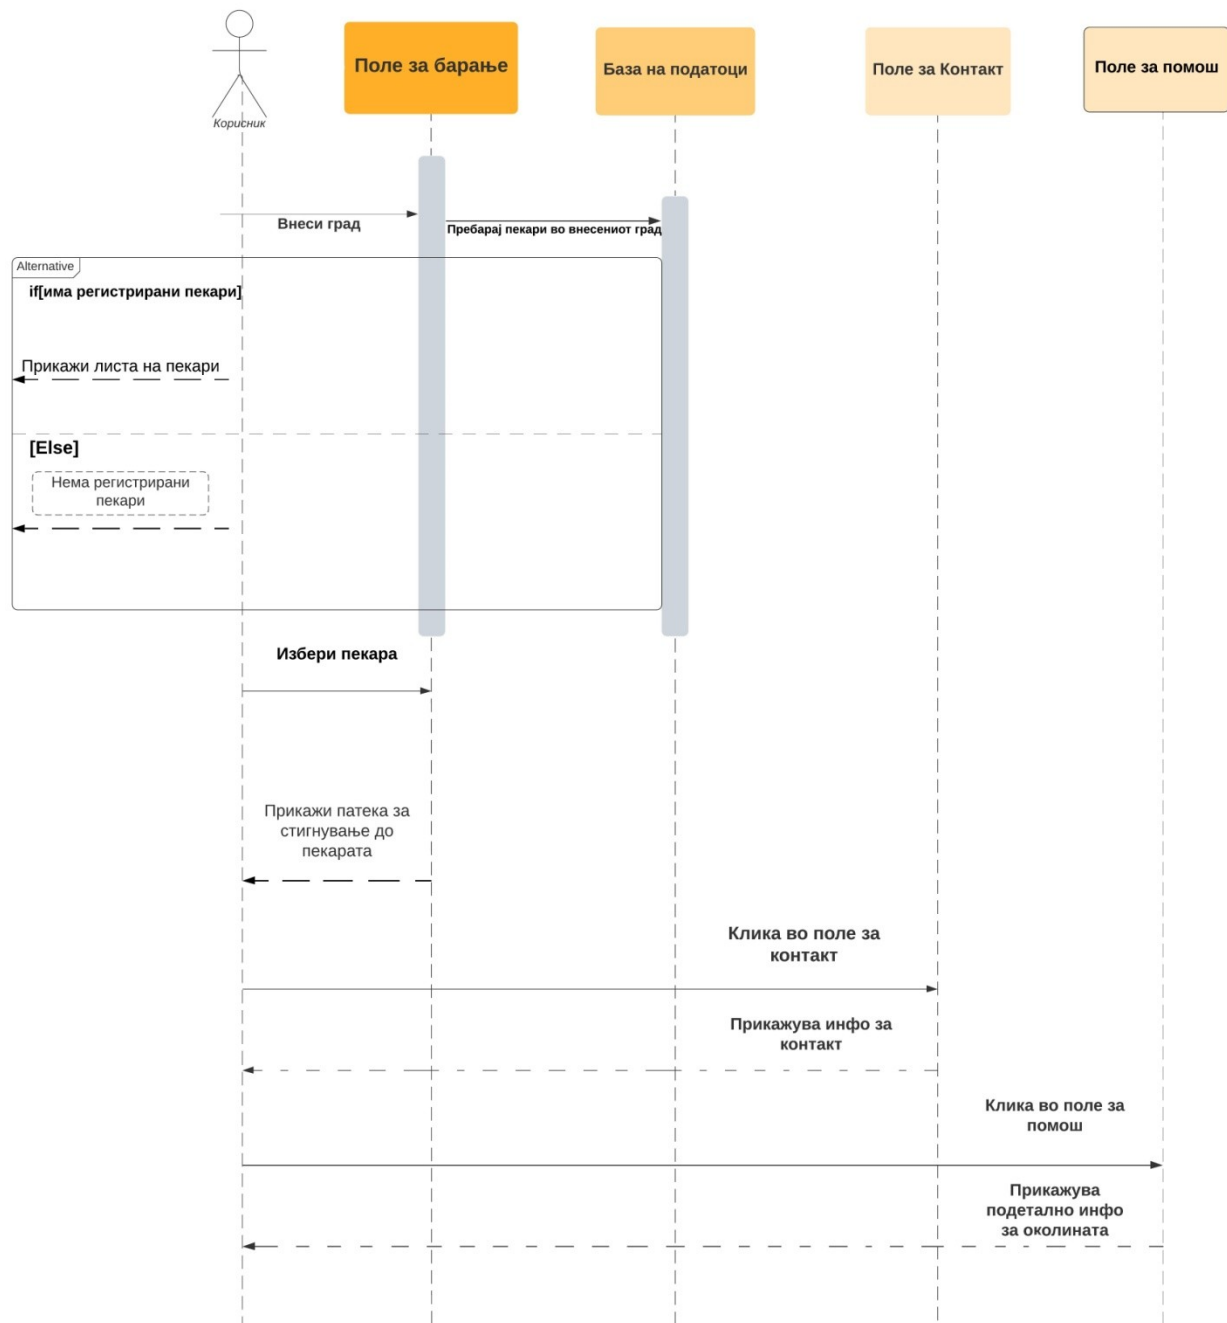 Корисник
Поле за барање
База на податоци
Поле за Контакт
Поле за помош
Внеси град
Пребарај пекари во внесениот град
Alternative
if[има регистрирани пекари]
Прикажи листа на пекари
[Else]
Нема регистрирани
пекари
Избери пекара
Прикажи патека за
стигнување до
пекарата
Клика во поле за
контакт
Прикажува инфо за
контакт
Клика во поле за
помош
Прикажува
подетално инфо
за околината